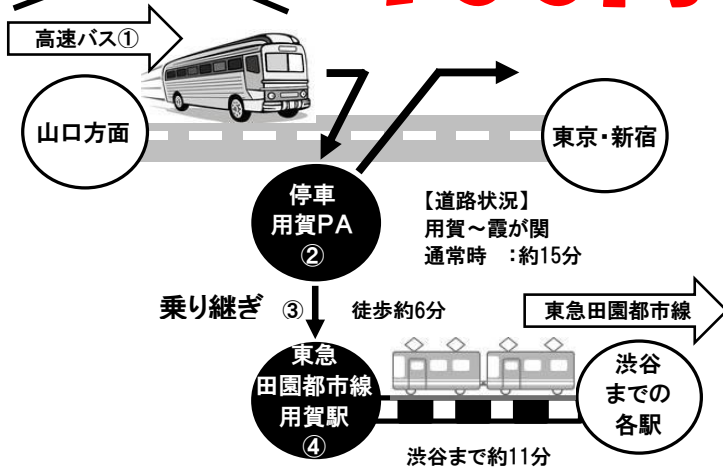 高速バス①
山口方面
東京・新宿
停車
用賀PA
②
【道路状況】
用賀～霞が関
通常時 :約15分
乗り継ぎ ③
徒歩約6分
東急田園都市線
東急
田園都市線
用賀駅
④
渋谷
までの
各駅
渋谷まで約11分